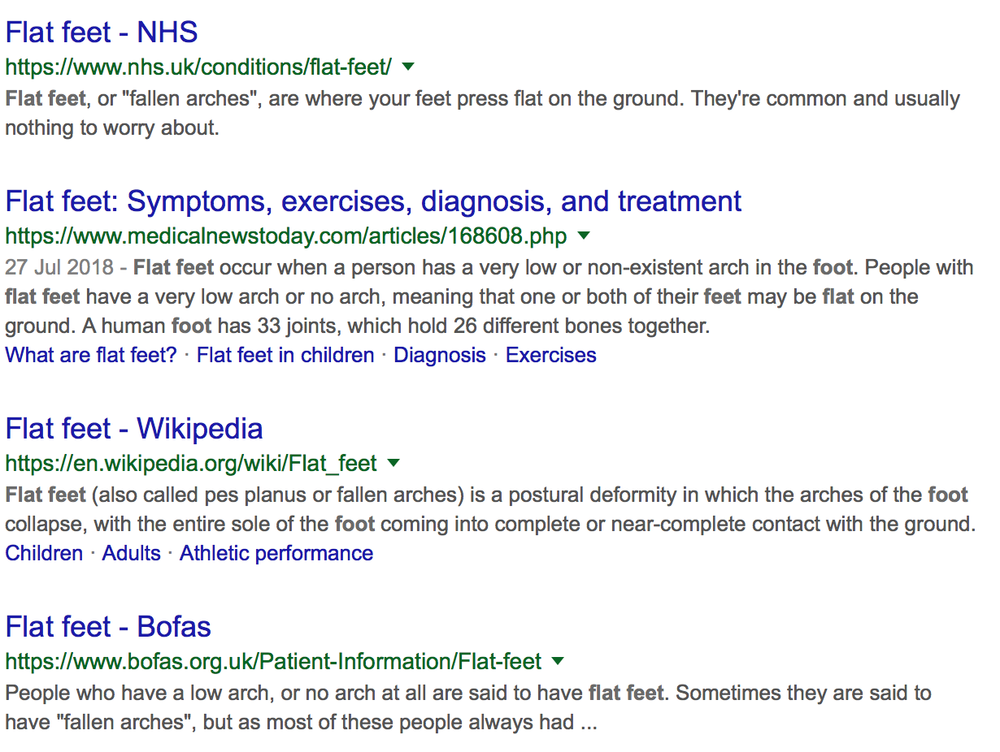 Flat feet - NHS
https://www.nhs.uk/conditions/flat-feet/
Flat feet, or "fallen arches", are where your feet press flat on the ground. They're common and usually
nothing to worry about.
Flat feet: Symptoms, exercises, diagnosis, and treatment
https://www.medicalnewstoday.com/articles/168608.php
27 Jul 2018 - Flat feet occur when a person has a very low or non-existent arch in the foot. People with
flat feet have a very low arch or no arch, meaning that one or both of their feet may be flat on the
ground. A human foot has 33 joints, which hold 26 different bones together.
What are flat feet? · Flat feet in children · Diagnosis · Exercises
Flat feet - Wikipedia
https://en.wikipedia.org/wiki/Flat_feet
Flat feet (also called pes planus or fallen arches) is a postural deformity in which the arches of the foot
collapse, with the entire sole of the foot coming into complete or near-complete contact with the ground.
Children · Adults · Athletic performance
Flat feet - Bofas
https://www.bofas.org.uk/Patient-Information/Flat-feet
People who have a low arch, or no arch at all are said to have flat feet. Sometimes they are said to
have "fallen arches", but as most of these people always had ...